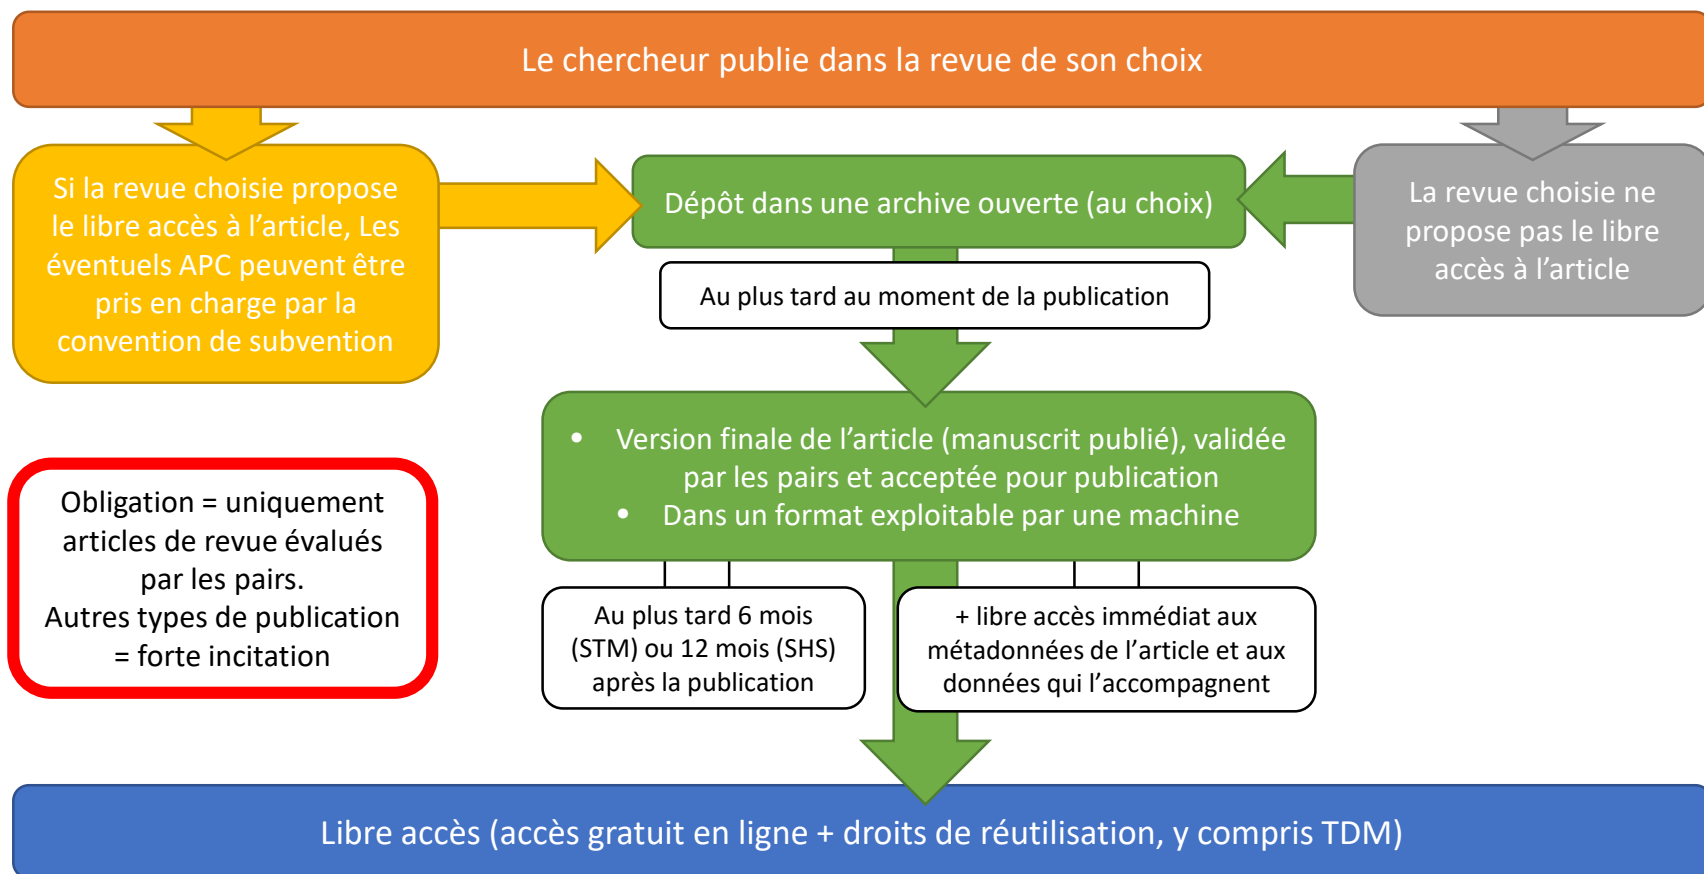 Le chercheur publie dans la revue de son choix
Si la revue choisie propose
le libre accès à l’article, Les
éventuels APC peuvent être
pris en charge par la
convention de subvention
Dépôt dans une archive ouverte (au choix)
La revue choisie ne
propose pas le libre
accès à l’article
Au plus tard au moment de la publication
• Version finale de l’article (manuscrit publié), validée
par les pairs et acceptée pour publication
• Dans un format exploitable par une machine
Obligation = uniquement
articles de revue évalués
par les pairs.
Autres types de publication
= forte incitation
Au plus tard 6 mois
(STM) ou 12 mois (SHS)
après la publication
+ libre accès immédiat aux
métadonnées de l’article et aux
données qui l’accompagnent
Libre accès (accès gratuit en ligne + droits de réutilisation, y compris TDM)